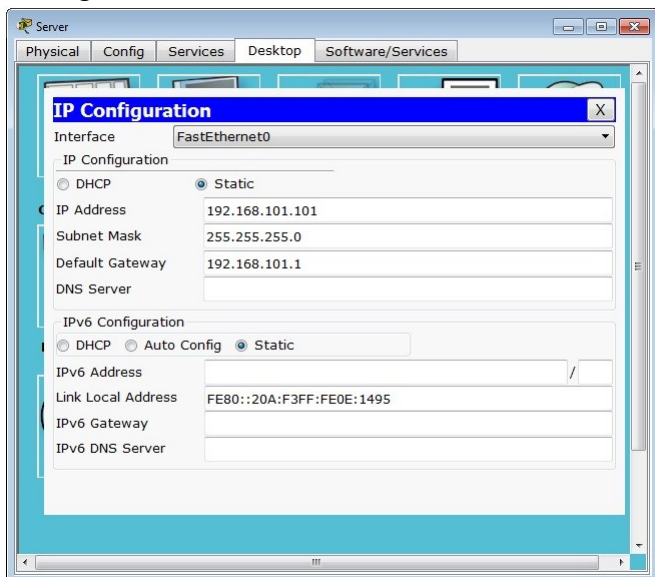 Server
Physical Config Services Desktop Software/Services
IP Configuration X
Interface FastEthernet0
IP Configuration
DHCP Static
IP Address 192.168.101.101
Subnet Mask 255.255.255.0
Default Gateway 192.168.101.1
DNS Server
IPv6 Configuration
DHCP Auto Config Static
IPv6 Address /
Link Local Address FE80::20A:F3FF:FE0E:1495
IPv6 Gateway
IPv6 DNS Server